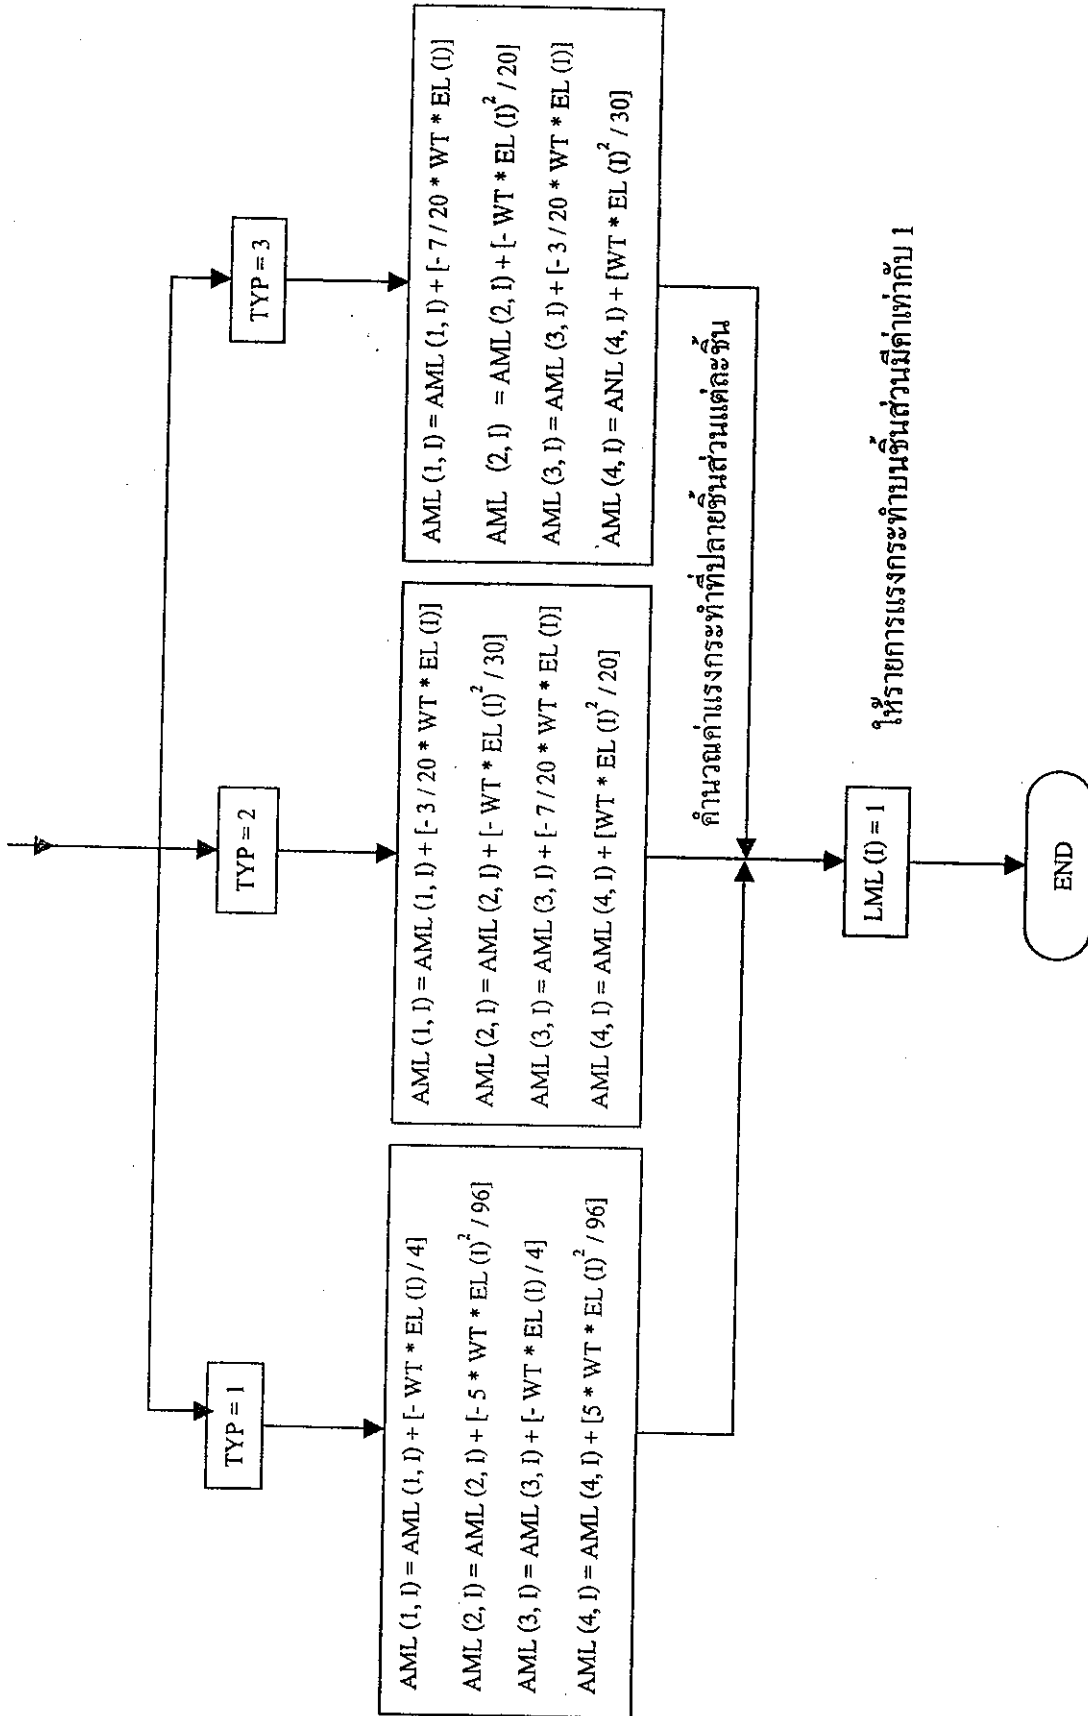 TYP = 1
TYP = 2
TYP = 3
AML (1, I) = AML (1, I) + [- WT * EL (I) / 4]
AML (2, I) = AML (2, I) + [- 5 * WT * EL (I)² / 96]
AML (3, I) = AML (3, I) + [- WT * EL (I) / 4]
AML (4, I) = AML (4, I) + [5 * WT * EL (I)² / 96]
AML (1, I) = AML (1, I) + [- 3 / 20 * WT * EL (I)]
AML (2, I) = AML (2, I) + [- WT * EL (I)² / 30]
AML (3, I) = AML (3, I) + [- 7 / 20 * WT * EL (I)]
AML (4, I) = AML (4, I) + [WT * EL (I)² / 20]
AML (1, I) = AML (1, I) + [- 7 / 20 * WT * EL (I)]
AML (2, I) = AML (2, I) + [- WT * EL (I)² / 20]
AML (3, I) = AML (3, I) + [- 3 / 20 * WT * EL (I)]
AML (4, I) = ANL (4, I) + [WT * EL (I)² / 30]
คำนวณค่าแรงกระทำที่ปลายชิ้นส่วนแต่ละชิ้น
LML (I) = 1
ให้รายการแรงกระทำบนชิ้นส่วนมีค่าเท่ากับ 1
END